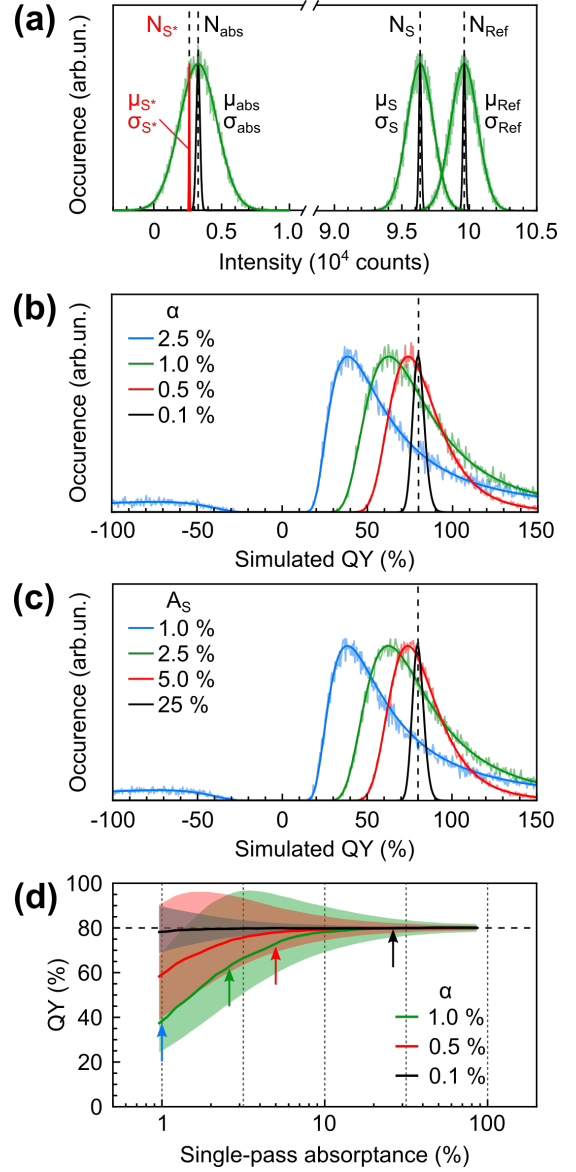 (a)
N_S* N_abs N_S N_Ref
μ_S* μ_abs μ_S μ_Ref
σ_S* σ_abs σ_S σ_Ref
Occurence (arb.un.)
0 0.5 1.0 9.0 9.5 10 10.5
Intensity (10^4 counts)
(b)
α
2.5 %
1.0 %
0.5 %
0.1 %
Occurence (arb.un.)
-100 -50 0 50 100 150
Simulated QY (%)
(c)
A_S
1.0 %
2.5 %
5.0 %
25 %
Occurence (arb.un.)
-100 -50 0 50 100 150
Simulated QY (%)
(d)
100
80
60
40
20
0
QY (%)
α
1.0 %
0.5 %
0.1 %
1 10 100
Single-pass absorptance (%)